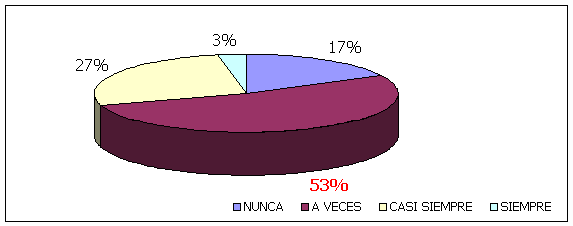 3%
17%
27%
53%
NUNCA A VECES CASI SIEMPRE SIEMPRE